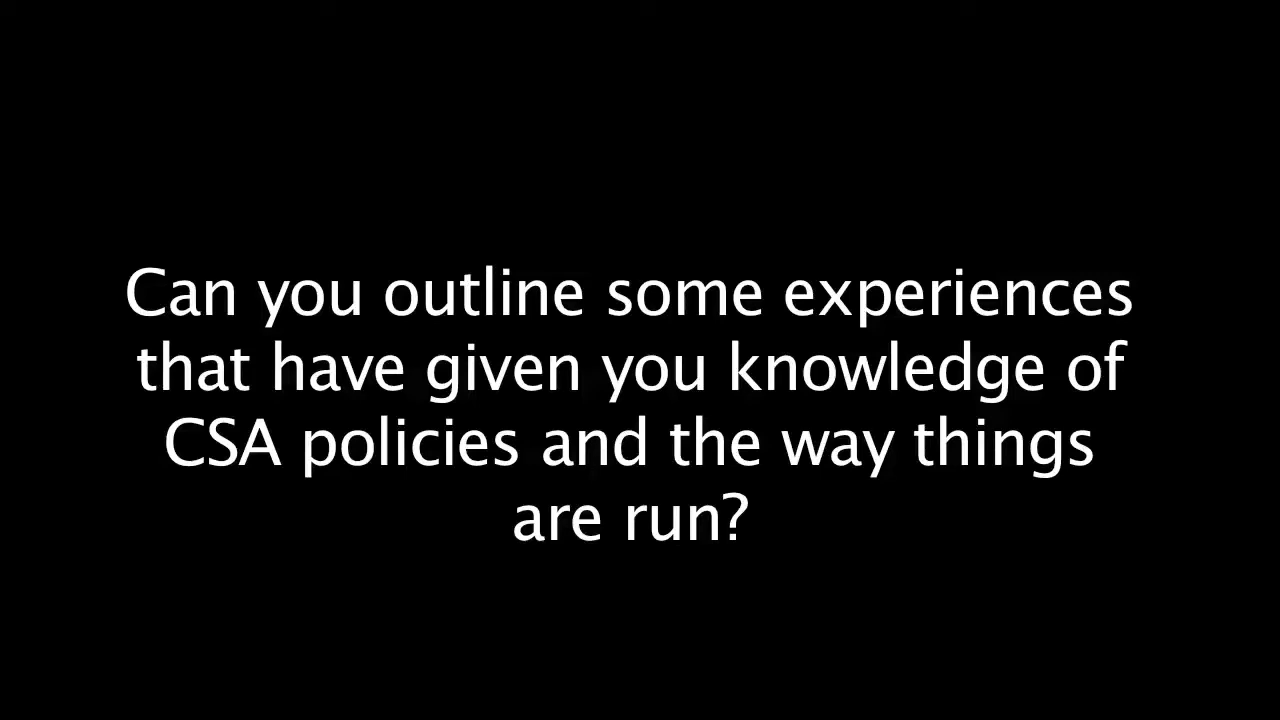 Can you outline some experiences
that have given you knowledge of
CSA policies and the way things
are run?